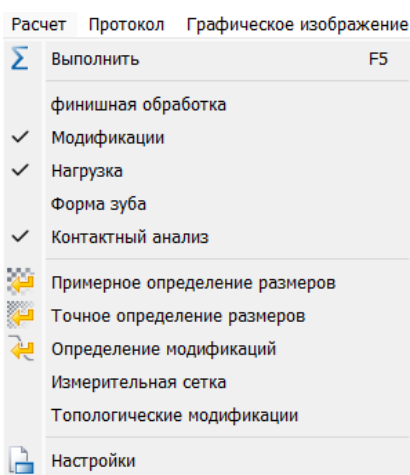 Расчет Протокол Графическое изображение
Выполнить F5
финишная обработка
Модификации
Нагрузка
Форма зуба
Контактный анализ
Примерное определение размеров
Точное определение размеров
Определение модификаций
Измерительная сетка
Топологические модификации
Настройки